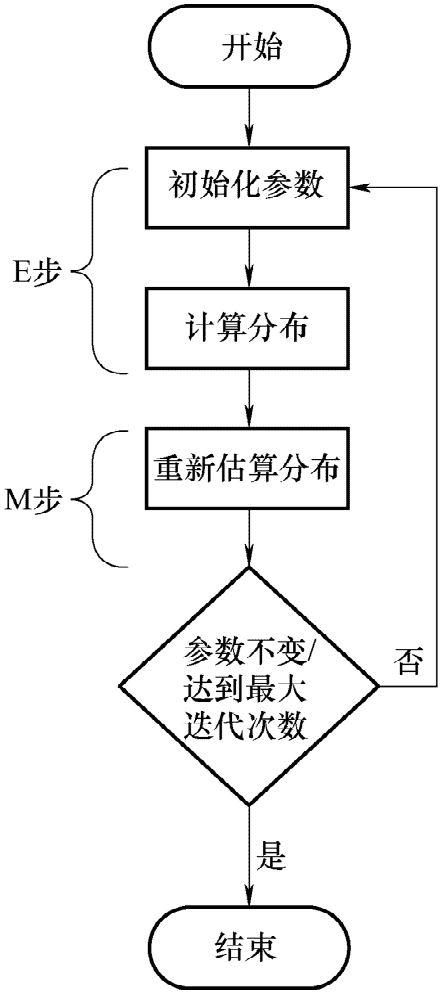 开始
初始化参数
E步
计算分布
重新估算分布
M步
参数不变/
达到最大
迭代次数
否
是
结束